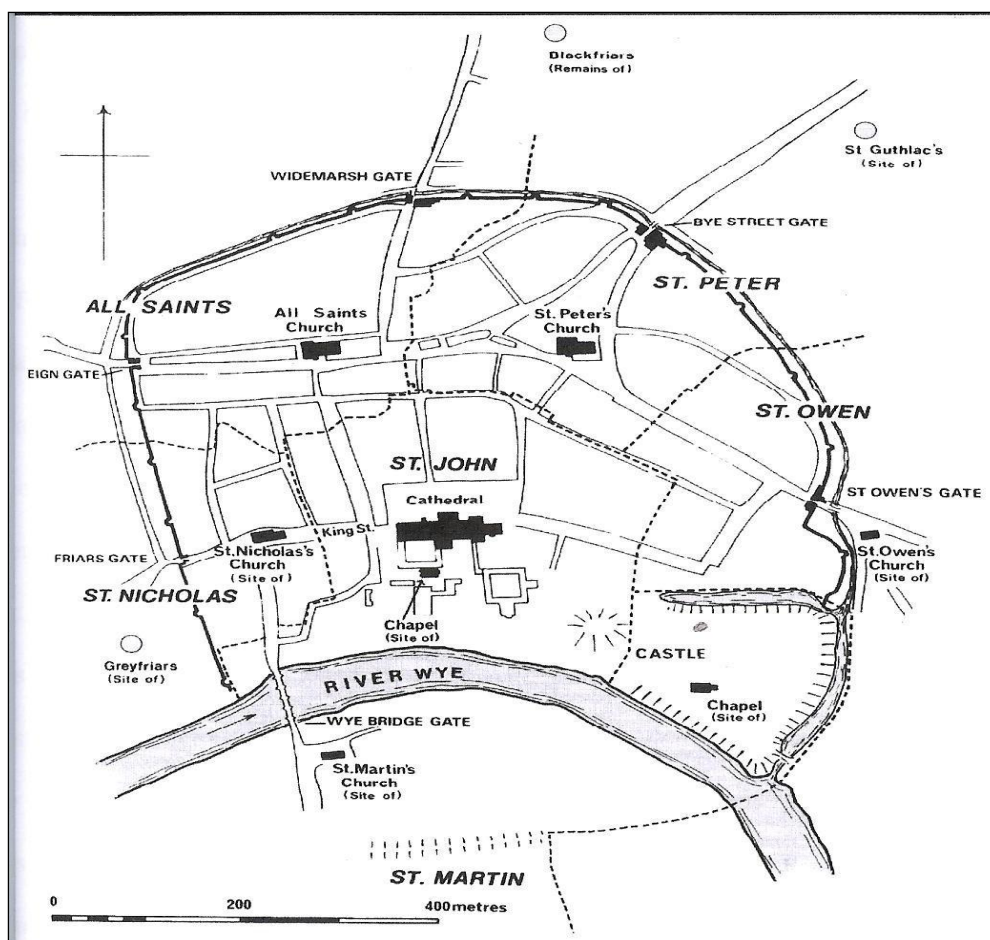 Blackfriars
(Remains of)
St Guthlac's
(Site of)
WIDEMARSH GATE
BYE STREET GATE
ST. PETER
ALL SAINTS
All Saints
Church
St. Peter's
Church
EIGN GATE
ST. OWEN
ST. JOHN
Cathedral
ST OWEN'S GATE
King St.
St. Nicholas's
Church
(Site of)
FRIARS GATE
St. Owen's
Church
(Site of)
ST. NICHOLAS
Chapel
(Site of)
Greyfriars
(Site of)
CASTLE
RIVER WYE
Chapel
(Site of)
WYE BRIDGE GATE
St. Martin's
Church
(Site of)
ST. MARTIN
0 200 400 metres